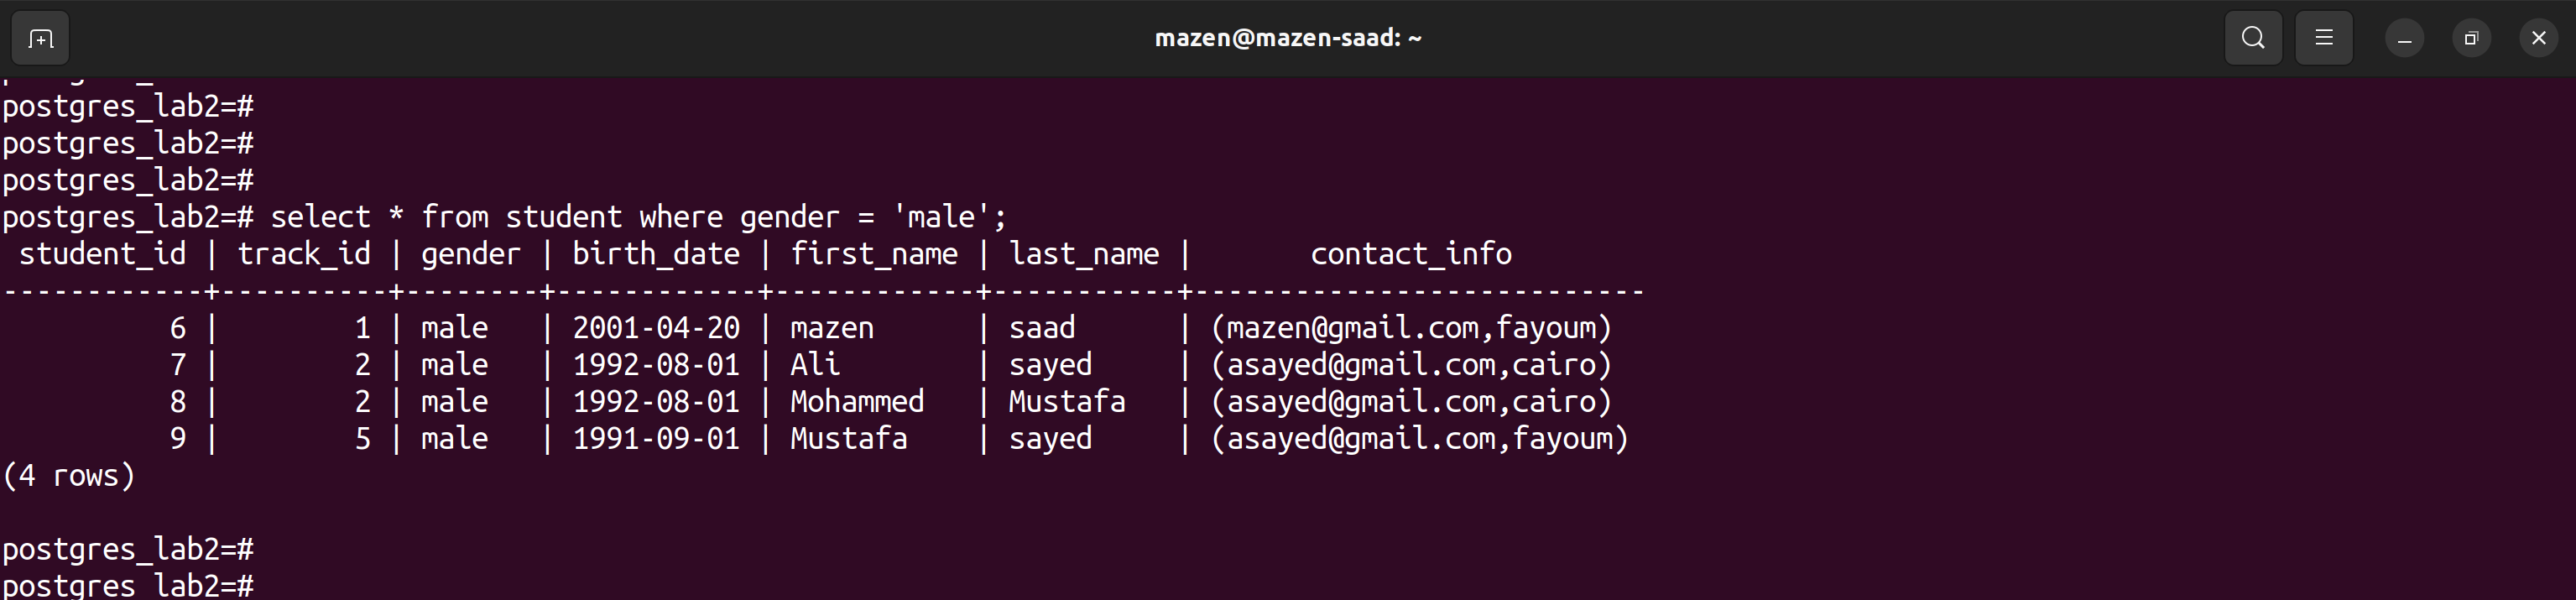 mazen@mazen-saad: ~
postgres_lab2=#
postgres_lab2=#
postgres_lab2=#
postgres_lab2=# select * from student where gender = 'male';
 student_id | track_id | gender | birth_date | first_name | last_name |       contact_info
------------+----------+--------+------------+------------+-----------+---------------------------
          6 |        1 | male   | 2001-04-20 | mazen      | saad      | (mazen@gmail.com,fayoum)
          7 |        2 | male   | 1992-08-01 | Ali        | sayed     | (asayed@gmail.com,cairo)
          8 |        2 | male   | 1992-08-01 | Mohammed   | Mustafa   | (asayed@gmail.com,cairo)
          9 |        5 | male   | 1991-09-01 | Mustafa    | sayed     | (asayed@gmail.com,fayoum)
(4 rows)

postgres_lab2=#
postgres_lab2=#